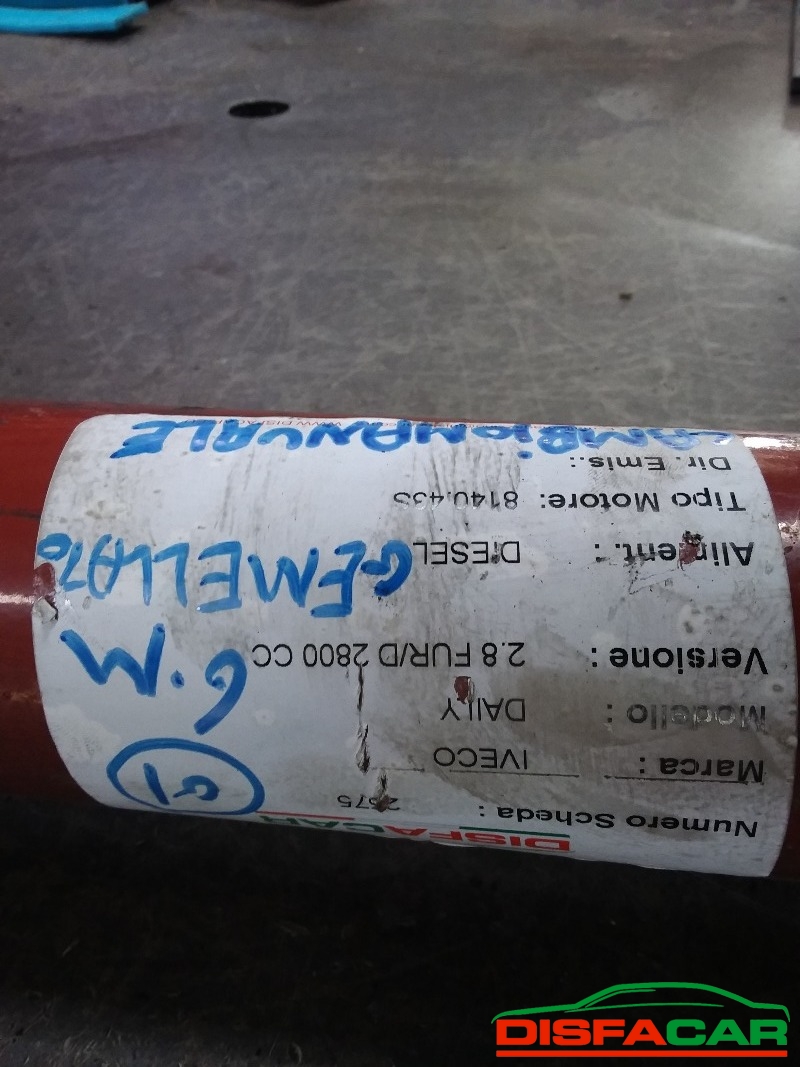 DISFACAR
Numero Scheda :
Marca : IVECO
Modello : DAILY
Versione : 2.8 FUR/D 2800 CC
Aliment. : DIESEL
Tipo Motore: 8140.43S
Dir. Emis.:
G1
6.M
GEMELLATO
CAMBIO MANUALE
DISFACAR